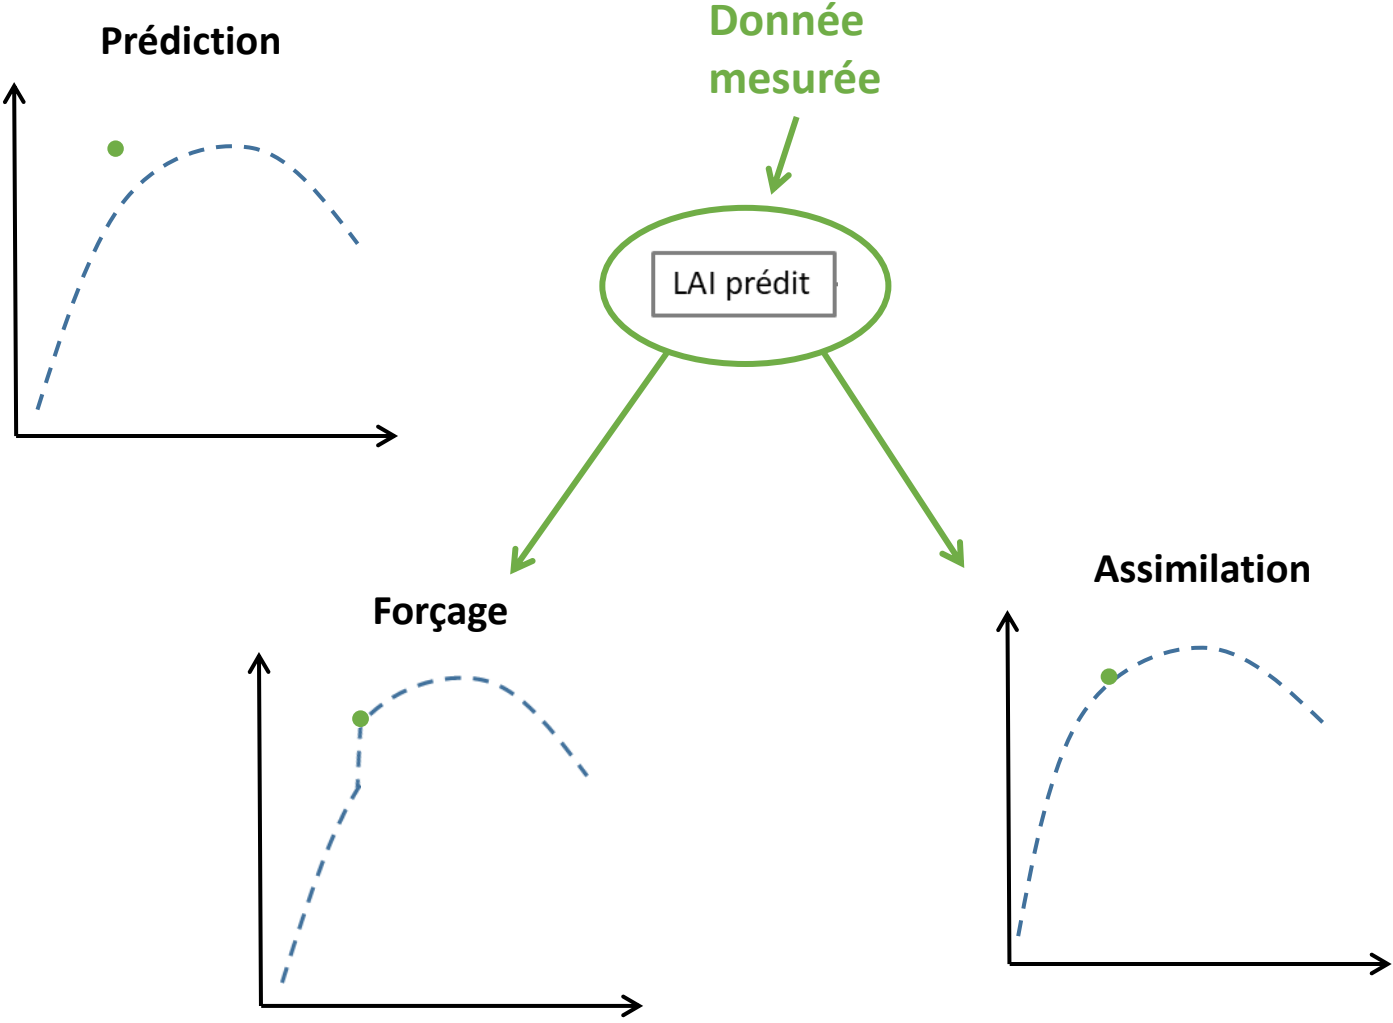 Prédiction
Donnée
mesurée
LAI prédit
Forçage
Assimilation